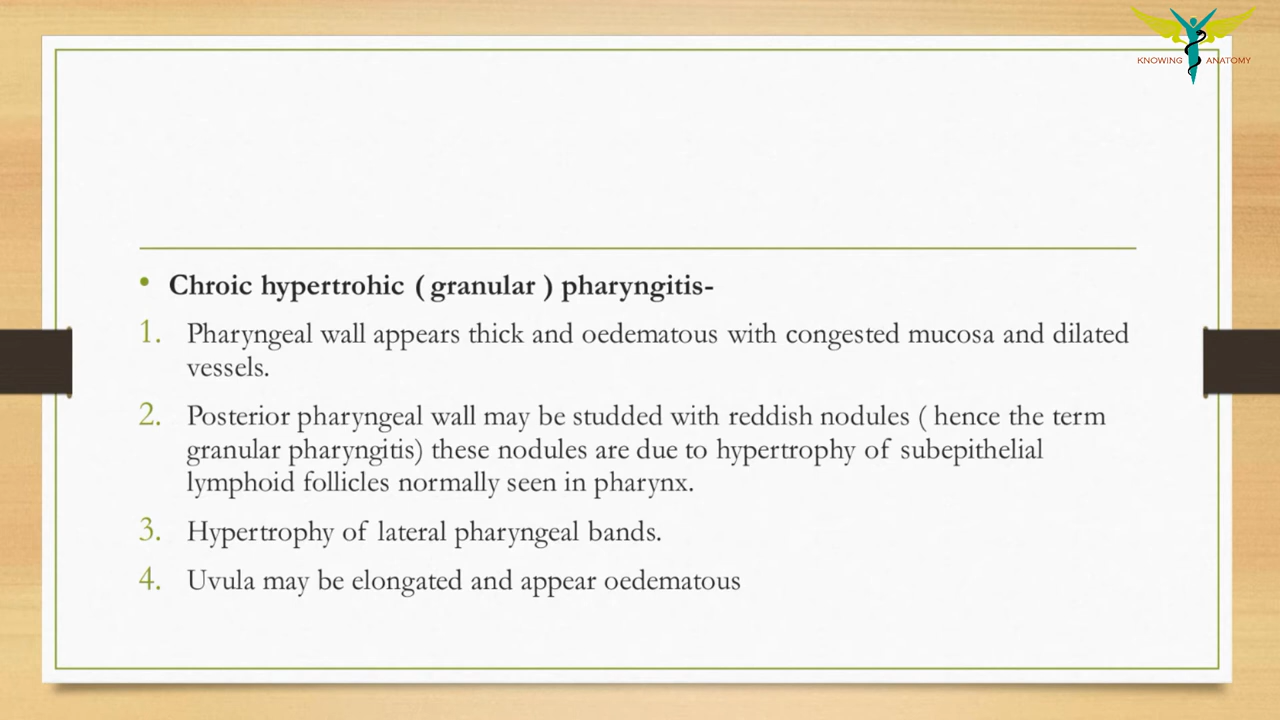 KNOWING ANATOMY
• Chroic hypertrohic ( granular ) pharyngitis-
1. Pharyngeal wall appears thick and oedematous with congested mucosa and dilated
vessels.
2. Posterior pharyngeal wall may be studded with reddish nodules ( hence the term
granular pharyngitis) these nodules are due to hypertrophy of subepithelial
lymphoid follicles normally seen in pharynx.
3. Hypertrophy of lateral pharyngeal bands.
4. Uvula may be elongated and appear oedematous